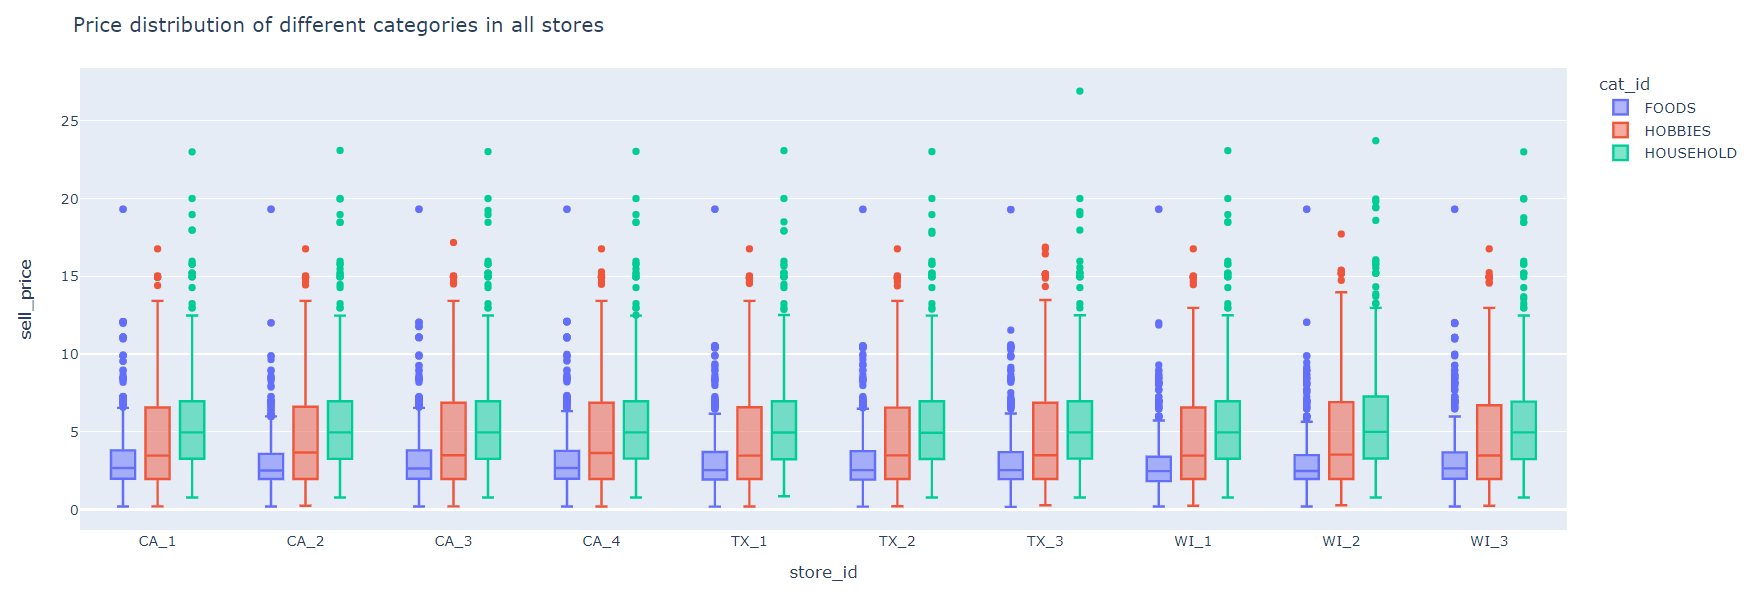 Price distribution of different categories in all stores
cat_id
FOODS
HOBBIES
HOUSEHOLD
sell_price
25
20
15
10
5
0
CA_1 CA_2 CA_3 CA_4 TX_1 TX_2 TX_3 WI_1 WI_2 WI_3
store_id